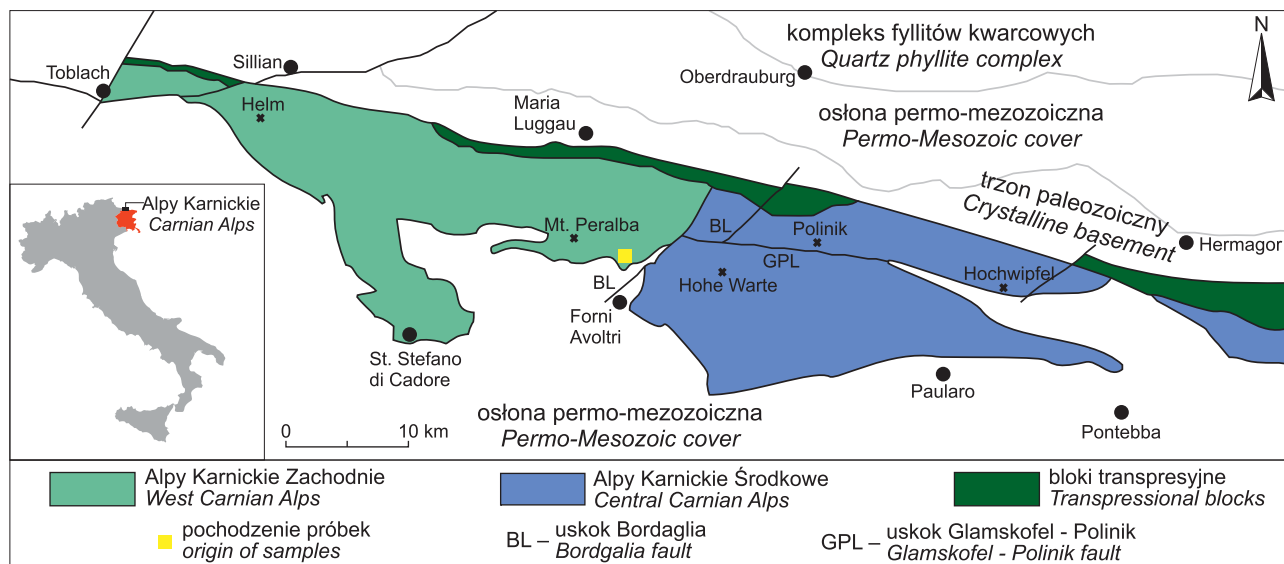 kompleks fyllitów kwarcowych
Quartz phyllite complex
N
Sillian
Toblach
Oberdrauburg
Helm
Maria
Luggau
osłona permo-mezozoiczna
Permo-Mesozoic cover
trzon paleozoiczny
Crystalline basement
Alpy Karnickie
Carnian Alps
Mt. Peralba
BL
Polinik
Hermagor
GPL
BL
Hohe Warte
Hochwipfel
Forni
Avoltri
St. Stefano
di Cadore
Paularo
osłona permo-mezozoiczna
Permo-Mesozoic cover
Pontebba
0 10 km
Alpy Karnickie Zachodnie
West Carnian Alps
Alpy Karnickie Środkowe
Central Carnian Alps
bloki transpresyjne
Transpressional blocks
pochodzenie próbek
origin of samples
BL – uskok Bordaglia
Bordgalia fault
GPL – uskok Glamskofel - Polinik
Glamskofel - Polinik fault